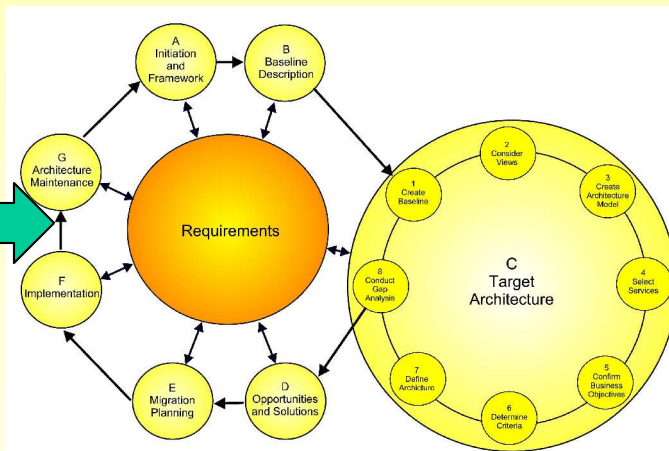 A
Initiation
and
Framework
B
Baseline
Description
G
Architecture
Maintenance
Requirements
F
Implementation
E
Migration
Planning
D
Opportunities
and Solutions
C
Target
Architecture
1
Create
Baseline
2
Consider
Views
3
Create
Architecture
Model
4
Select
Services
5
Confirm
Business
Objectives
6
Determine
Criteria
7
Define
Archicture
8
Conduct
Gap
Analysis